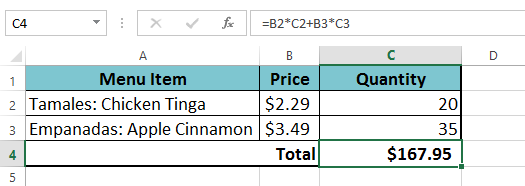 C4 fx =B2*C2+B3*C3
A B C D
1 Menu Item Price Quantity
2 Tamales: Chicken Tinga $2.29 20
3 Empanadas: Apple Cinnamon $3.49 35
4 Total $167.95
5